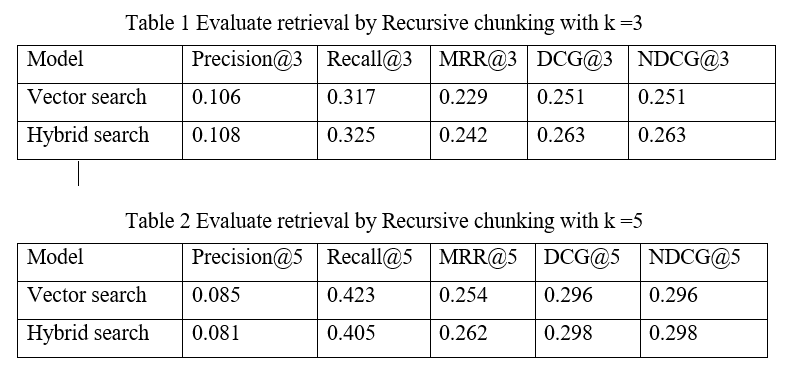 Table 1 Evaluate retrieval by Recursive chunking with k =3
Model Precision@3 Recall@3 MRR@3 DCG@3 NDCG@3
Vector search 0.106 0.317 0.229 0.251 0.251
Hybrid search 0.108 0.325 0.242 0.263 0.263
Table 2 Evaluate retrieval by Recursive chunking with k =5
Model Precision@5 Recall@5 MRR@5 DCG@5 NDCG@5
Vector search 0.085 0.423 0.254 0.296 0.296
Hybrid search 0.081 0.405 0.262 0.298 0.298